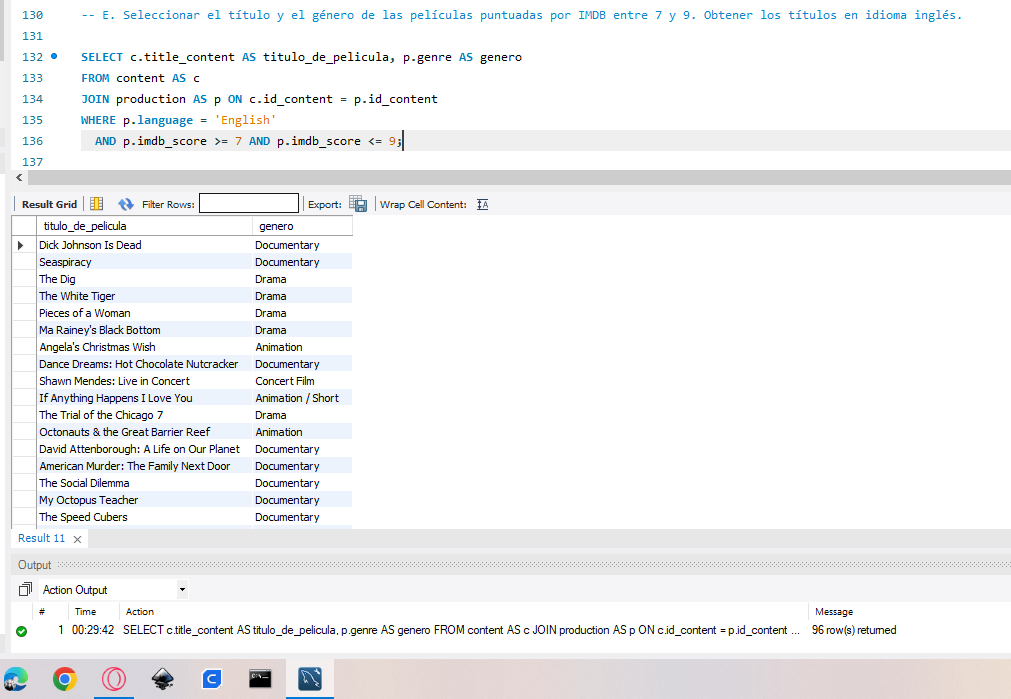 130 -- E. Seleccionar el título y el género de las películas puntuadas por IMDB entre 7 y 9. Obtener los títulos en idioma inglés.
131
132 SELECT c.title_content AS titulo_de_pelicula, p.genre AS genero
133 FROM content AS c
134 JOIN production AS p ON c.id_content = p.id_content
135 WHERE p.language = 'English'
136 AND p.imdb_score >= 7 AND p.imdb_score <= 9;
137
Result Grid Filter Rows: Export: Wrap Cell Content:
titulo_de_pelicula genero
Dick Johnson Is Dead Documentary
Seaspiracy Documentary
The Dig Drama
The White Tiger Drama
Pieces of a Woman Drama
Ma Rainey's Black Bottom Drama
Angela's Christmas Wish Animation
Dance Dreams: Hot Chocolate Nutcracker Documentary
Shawn Mendes: Live in Concert Concert Film
If Anything Happens I Love You Animation / Short
The Trial of the Chicago 7 Drama
Octonauts & the Great Barrier Reef Animation
David Attenborough: A Life on Our Planet Documentary
American Murder: The Family Next Door Documentary
The Social Dilemma Documentary
My Octopus Teacher Documentary
The Speed Cubers Documentary
Result 11
Output
Action Output
# Time Action Message
1 00:29:42 SELECT c.title_content AS titulo_de_pelicula, p.genre AS genero FROM content AS c JOIN production AS p ON c.id_content = p.id_content ... 96 row(s) returned